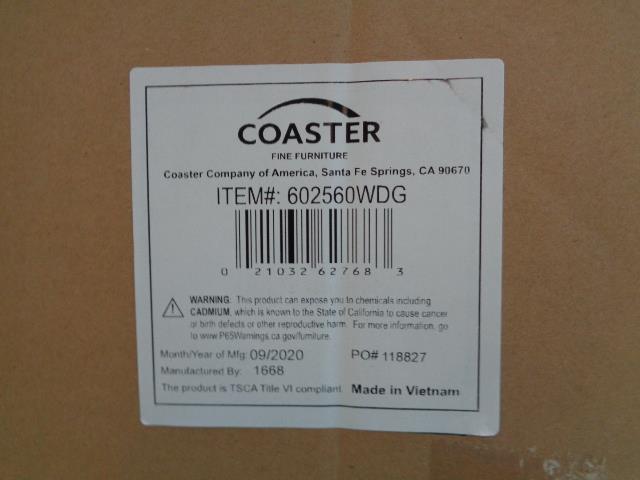 COASTER
FINE FURNITURE
Coaster Company of America, Santa Fe Springs, CA 90670
ITEM#: 602560WDG
0 21032 62768 3
WARNING: This product can expose you to chemicals including
CADMIUM, which is known to the State of California to cause cancer
or birth defects or other reproductive harm. For more information, go
to www.P65Warnings.ca.gov/furniture.
Month/Year of Mfg: 09/2020 PO# 118827
Manufactured By: 1668
The product is TSCA Title VI compliant. Made in Vietnam